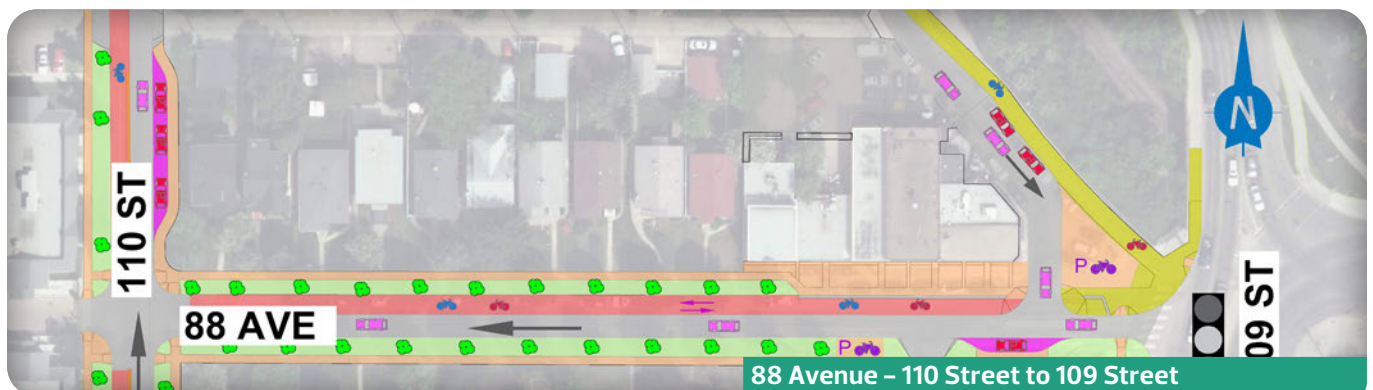 N
110 ST
P
88 AVE
P
09 ST
88 Avenue – 110 Street to 109 Street